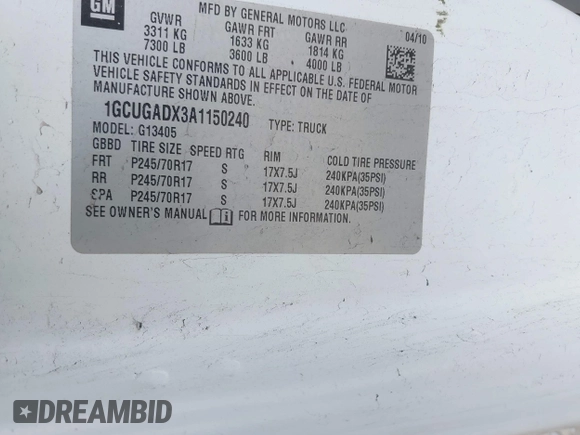 GM
MFD BY GENERAL MOTORS LLC
04/10
GVWR GAWR FRT GAWR RR
3311 KG 1633 KG 1814 KG
7300 LB 3600 LB 4000 LB
THIS VEHICLE CONFORMS TO ALL APPLICABLE U.S. FEDERAL MOTOR
VEHICLE SAFETY STANDARDS IN EFFECT ON THE DATE OF
MANUFACTURE SHOWN ABOVE.
1GCUGADX3A1150240 TYPE: TRUCK
MODEL: G13405
GBBD TIRE SIZE SPEED RTG RIM COLD TIRE PRESSURE
FRT P245/70R17 S 17X7.5J 240KPA(35PSI)
RR P245/70R17 S 17X7.5J 240KPA(35PSI)
SPA P245/70R17 S 17X7.5J 240KPA(35PSI)
SEE OWNER'S MANUAL FOR MORE INFORMATION.
DREAMBID